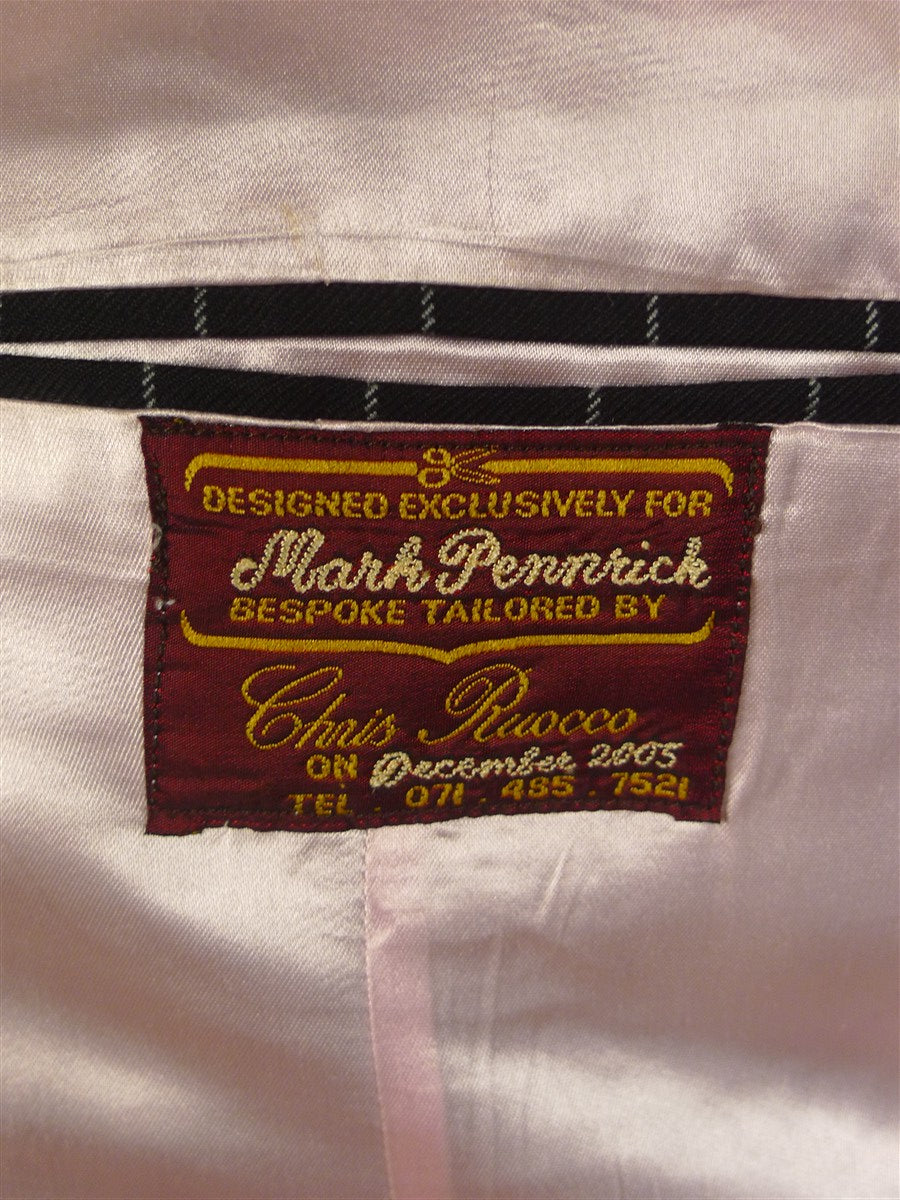 DESIGNED EXCLUSIVELY FOR
Mark Pennrick
BESPOKE TAILORED BY
Chris Ruocco
ON December 2005
TEL . 071 . 485 . 7521